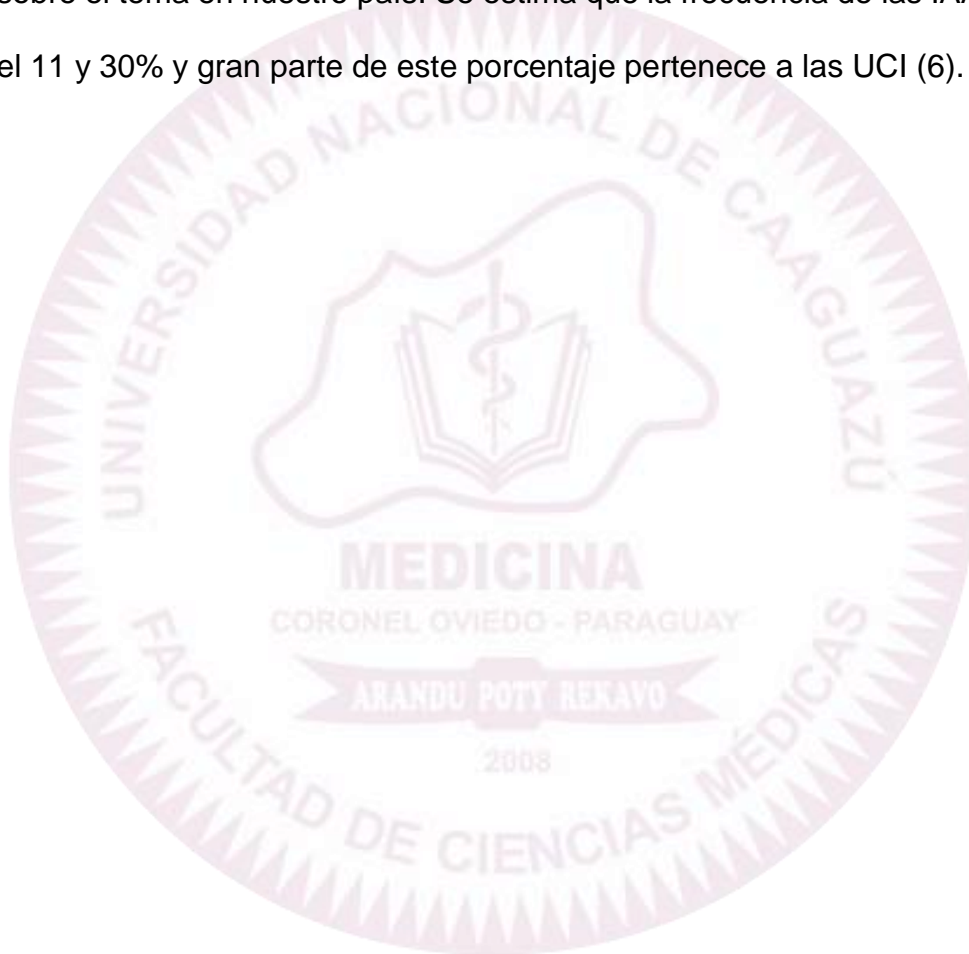 sobre el tema en nuestro país. Se estima que la frecuencia de las
el 11 y 30% y gran parte de este porcentaje pertenece a las UCI (6).
UNIVERSIDAD NACIONAL DE CAAGUAZÚ
MEDICINA
CORONEL OVIEDO - PARAGUAY
ARANDU POTY REKAVO
2008
FACULTAD DE CIENCIAS MÉDICAS